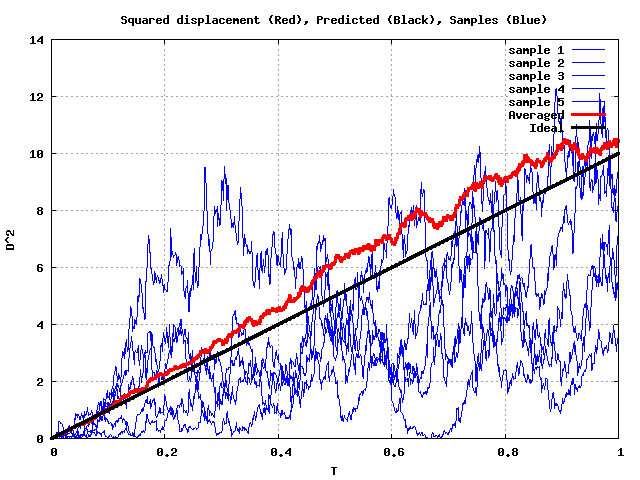 Squared displacement (Red), Predicted (Black), Samples (Blue)
14
12
10
8
6
4
2
0
D^2
sample 1
sample 2
sample 3
sample 4
sample 5
Averaged
Ideal
0
0.2
0.4
0.6
0.8
1
T